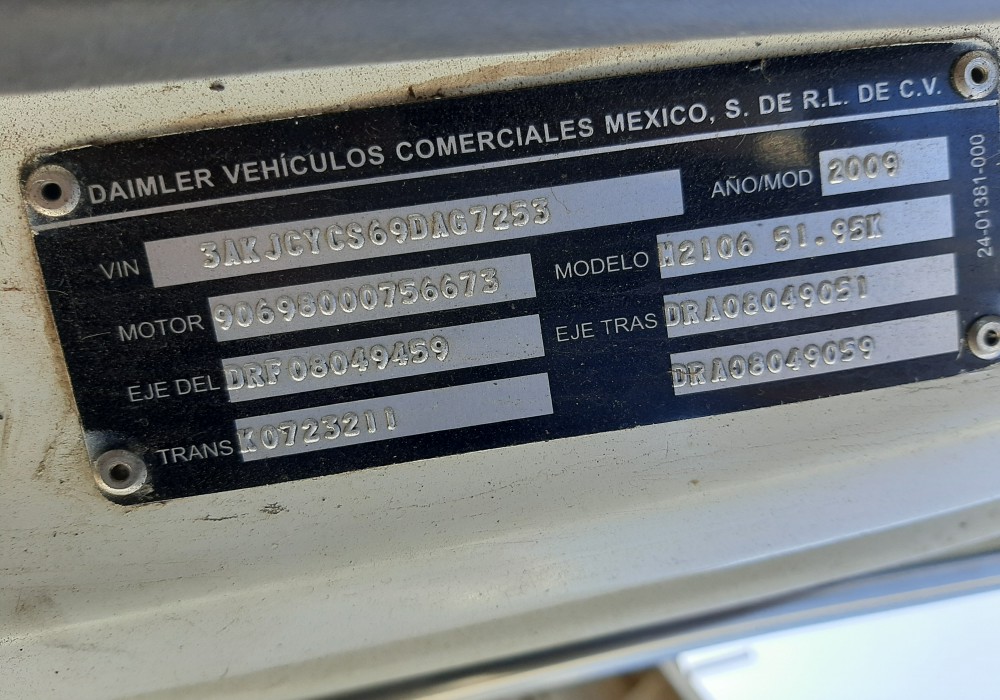 DAIMLER VEHÍCULOS COMERCIALES MEXICO, S. DE R.L. DE C.V.
AÑO/MOD 2009
VIN 3AKJCYCS69DAG7253
MODELO M2106 51.95K
MOTOR 90698000756673
EJE TRAS DRA08049051
EJE DEL DRF08049459
DRA08049059
TRANS K0723211
24-01381-000